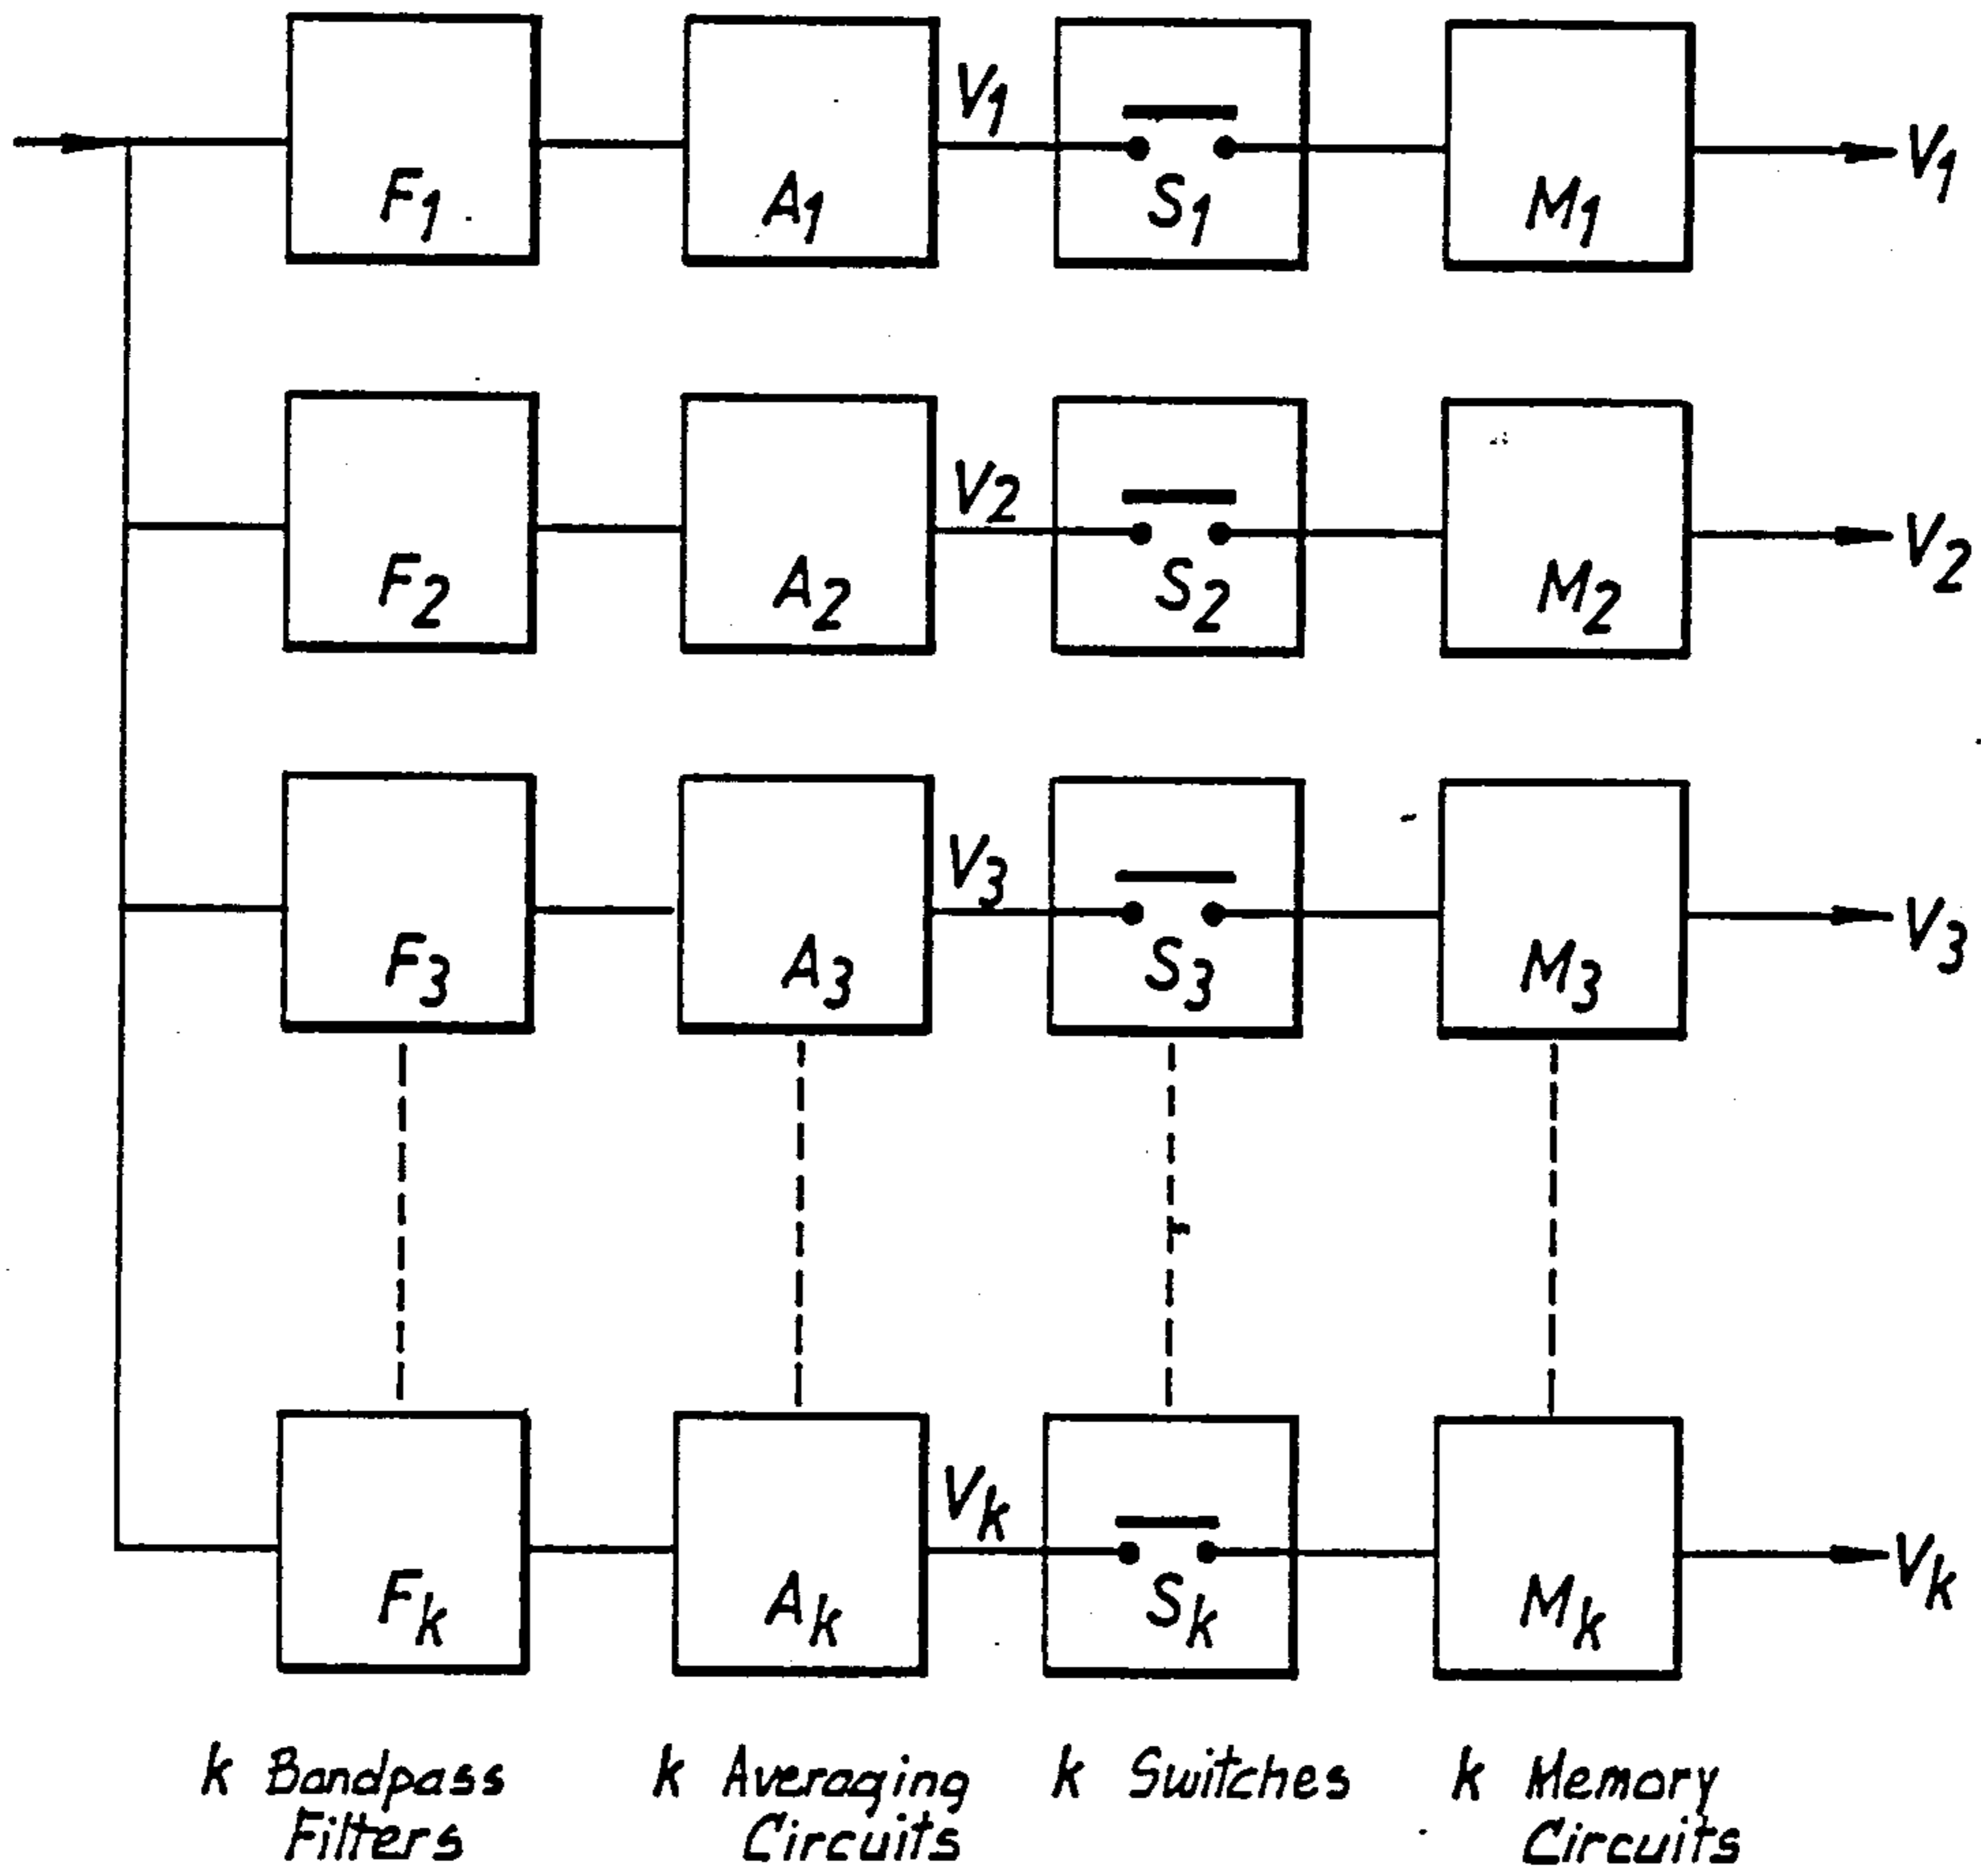 V1
F1
A1
S1
M1
V1
V2
F2
A2
S2
M2
V2
V3
F3
A3
S3
M3
V3
Vk
Fk
Ak
Sk
Mk
Vk
k Bandpass Filters
k Averaging Circuits
k Switches
k Memory Circuits